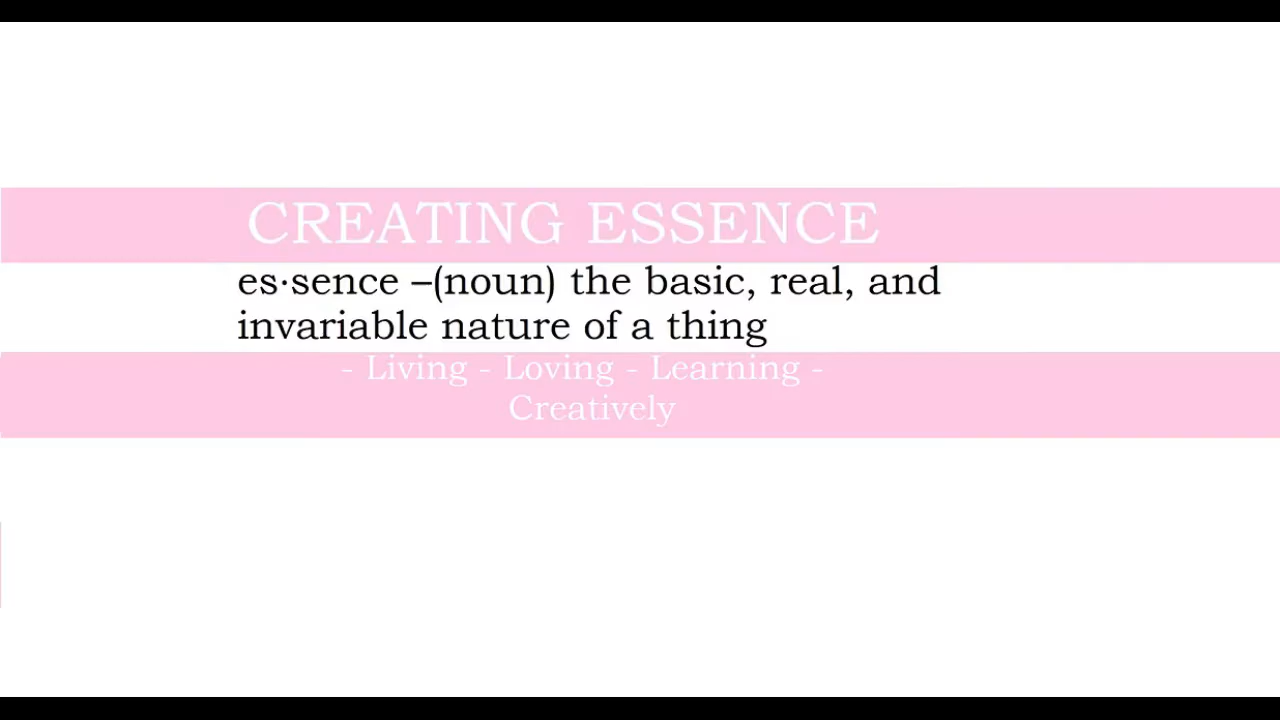 CREATING ESSENCE
es·sence –(noun) the basic, real, and
invariable nature of a thing
- Living - Loving - Learning -
Creatively